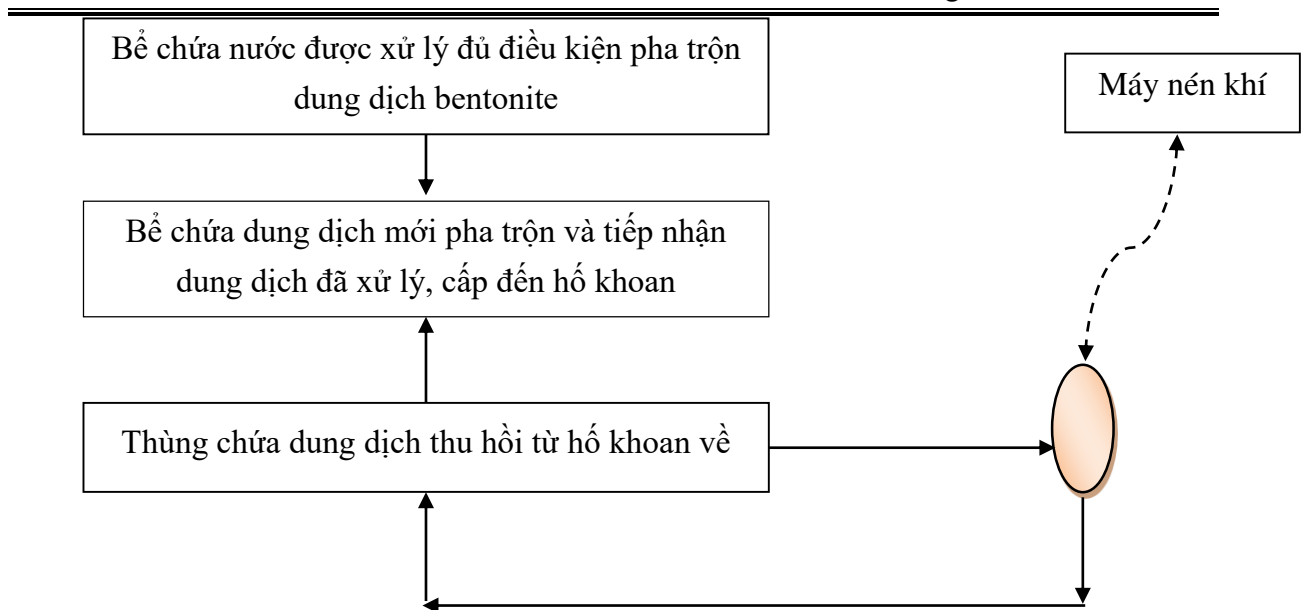 Bể chứa nước được xử lý đủ điều kiện pha trộn
dung dịch bentonite
Máy nén khí
Bể chứa dung dịch mới pha trộn và tiếp nhận
dung dịch đã xử lý, cấp đến hố khoan
Thùng chứa dung dịch thu hồi từ hố khoan về